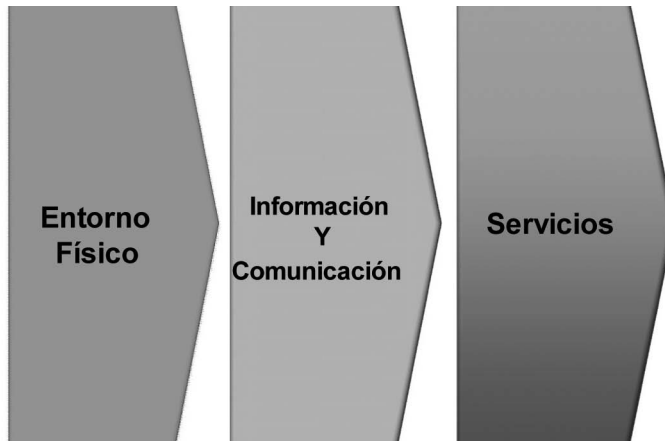 Entorno
Físico
Información
Y
Comunicación
Servicios